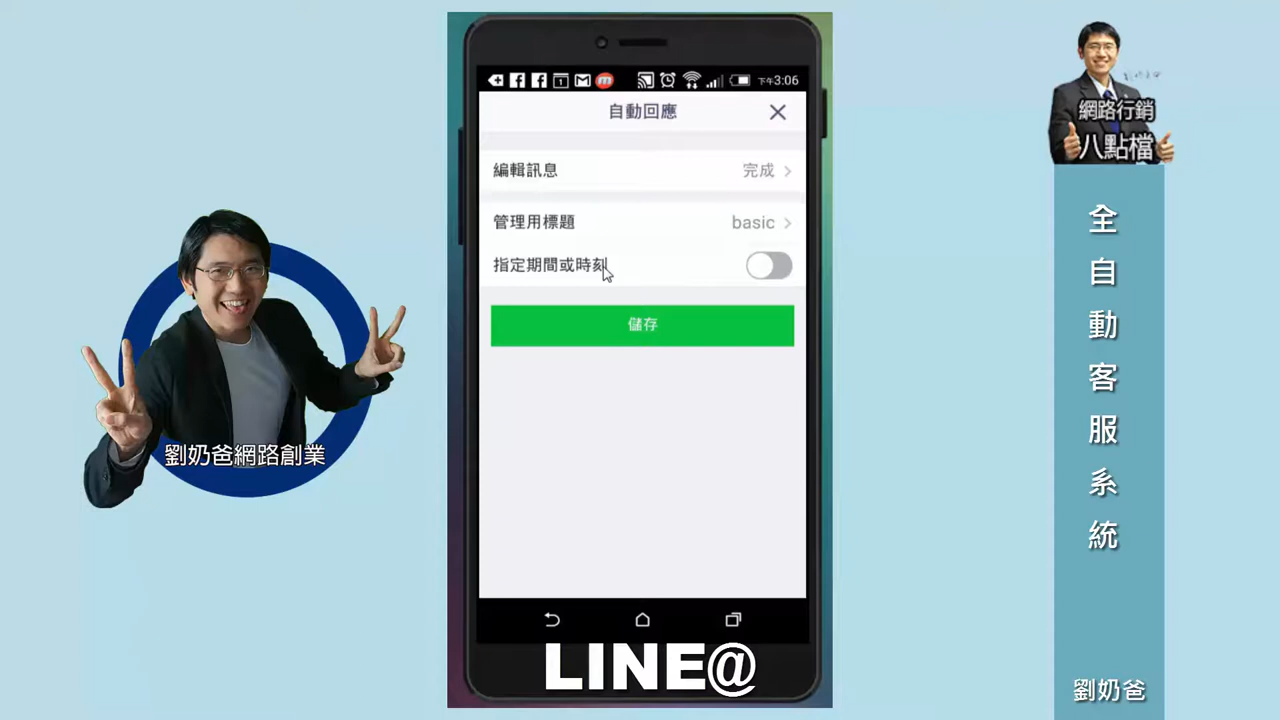 下午3:06
自動回應
編輯訊息 完成
管理用標題 basic
指定期間或時刻
儲存
LINE@
劉奶爸網路創業
網路行銷
八點檔
全自動客服系統
劉奶爸